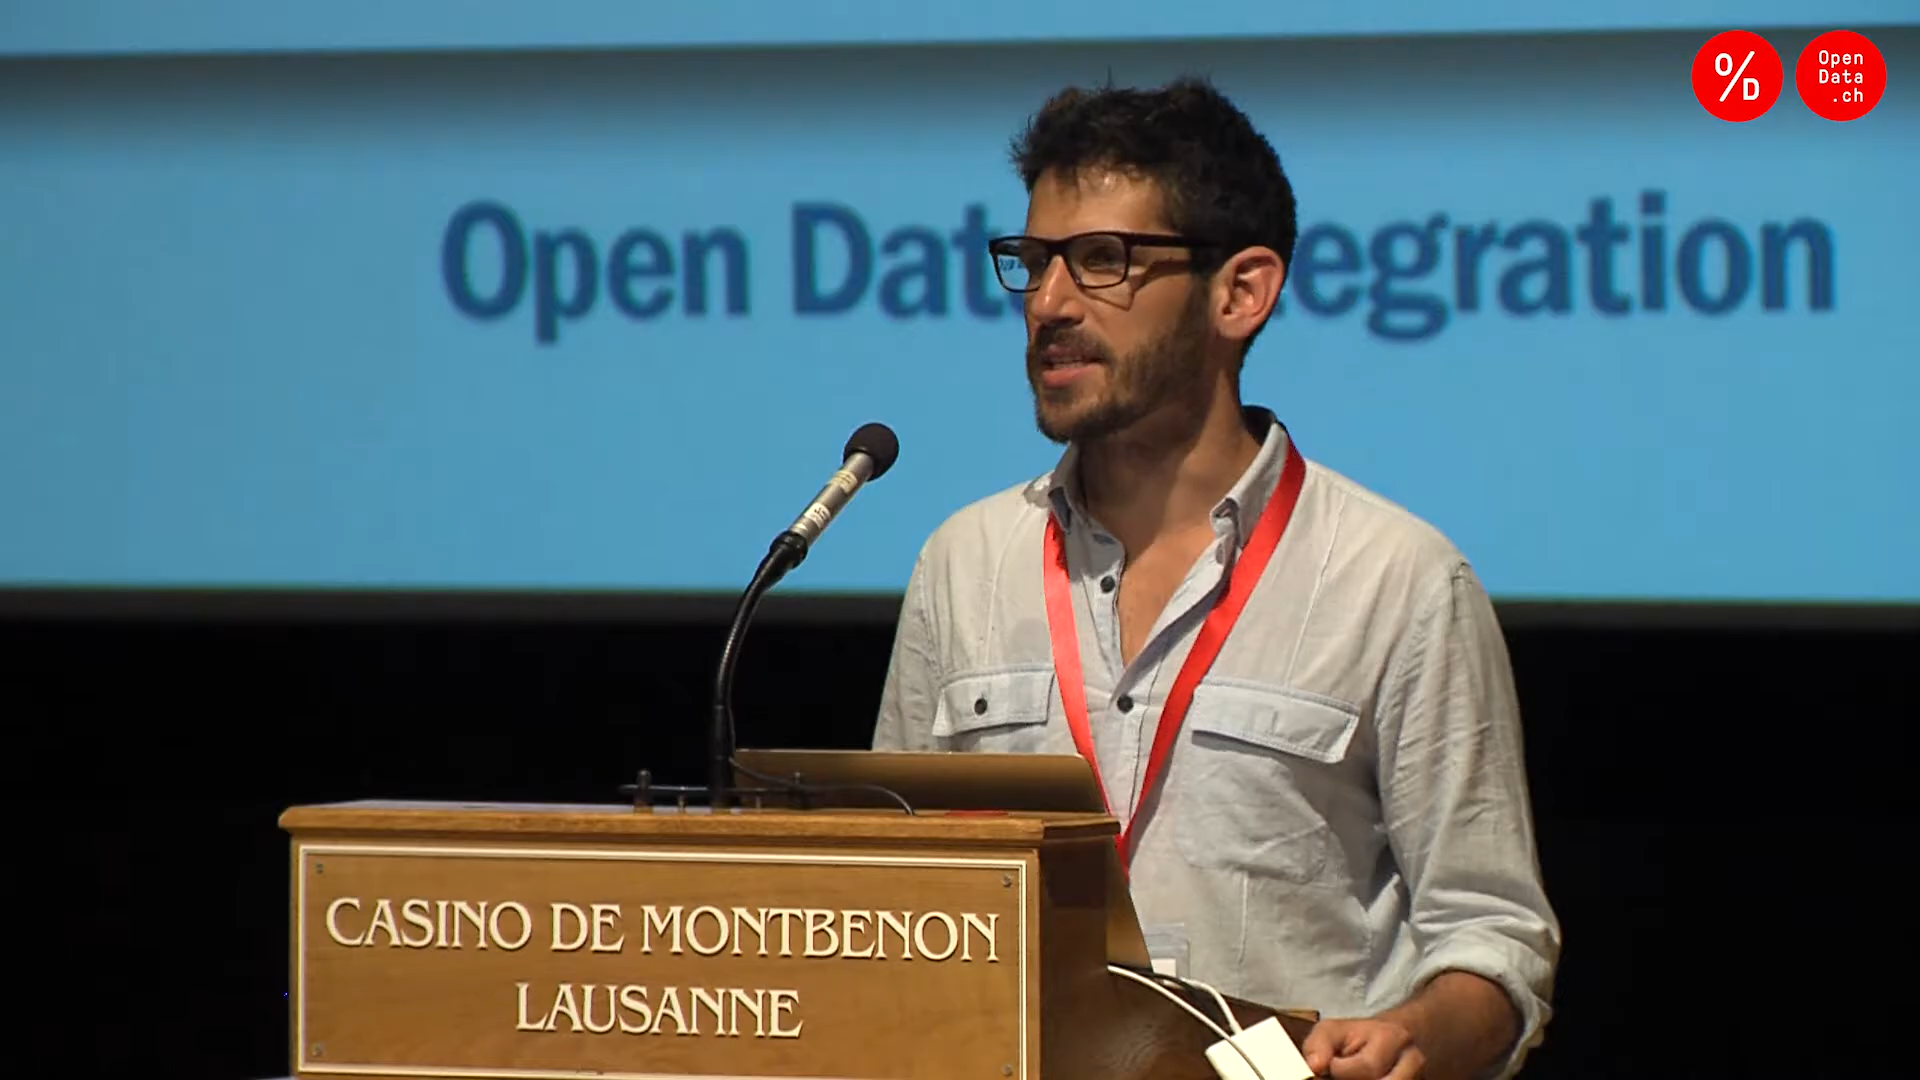 %D
Open
Data
.ch
Open Dat egration
CASINO DE MONTBENON
LAUSANNE